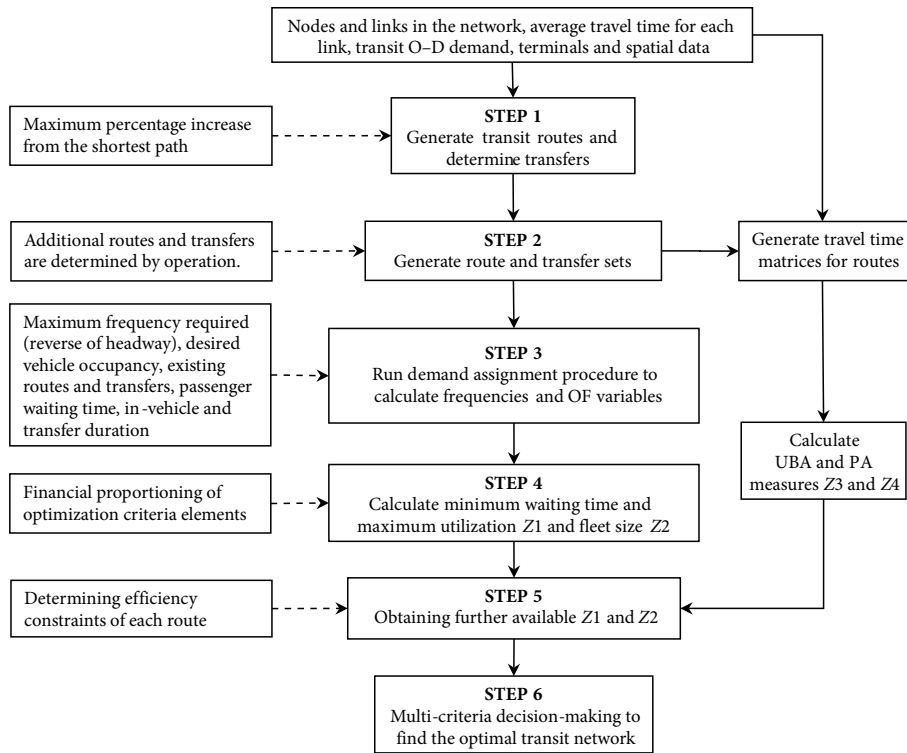 Nodes and links in the network, average travel time for each
link, transit O–D demand, terminals and spatial data
Maximum percentage increase
from the shortest path
STEP 1
Generate transit routes and
determine transfers
Additional routes and transfers
are determined by operation.
STEP 2
Generate route and transfer sets
Generate travel time
matrices for routes
Maximum frequency required
(reverse of headway), desired
vehicle occupancy, existing
routes and transfers, passenger
waiting time, in-vehicle and
transfer duration
STEP 3
Run demand assignment procedure to
calculate frequencies and OF variables
Calculate
UBA and PA
measures Z3 and Z4
Financial proportioning of
optimization criteria elements
STEP 4
Calculate minimum waiting time and
maximum utilization Z1 and fleet size Z2
Determining efficiency
constraints of each route
STEP 5
Obtaining further available Z1 and Z2
STEP 6
Multi-criteria decision-making to
find the optimal transit network